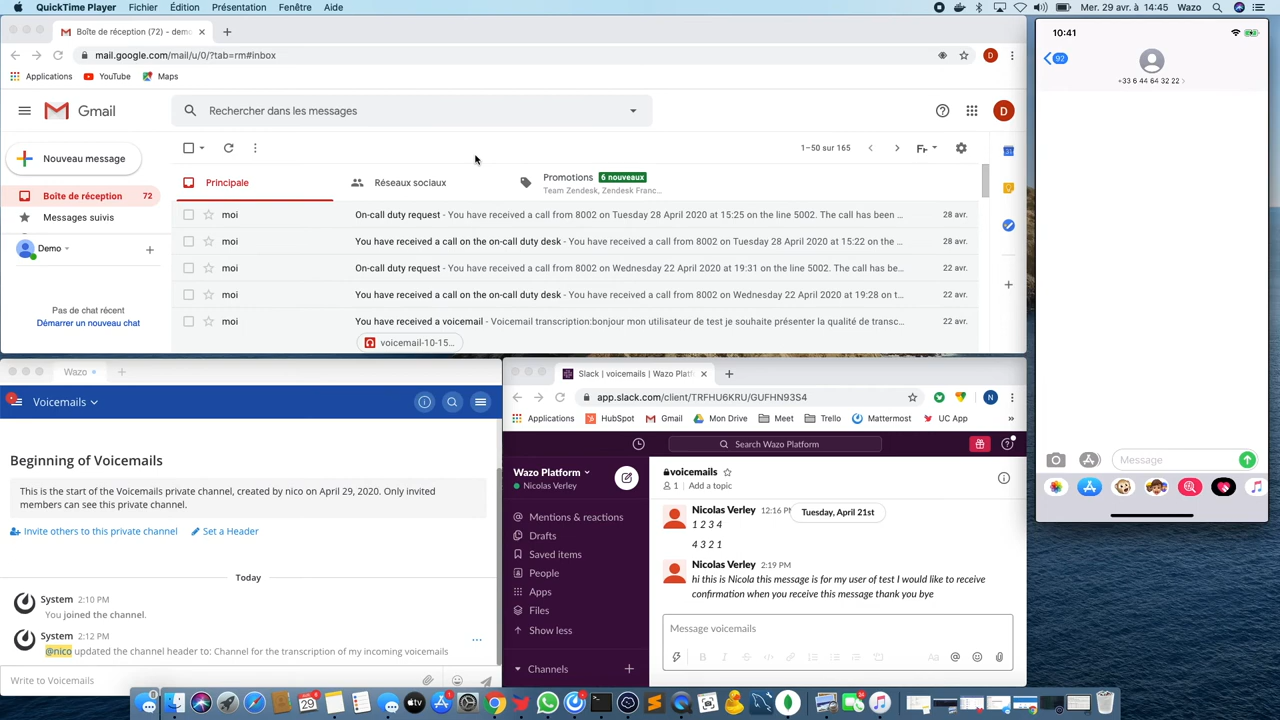 QuickTime Player Fichier Édition Présentation Fenêtre Aide Mer. 29 avr. à 14:45 Wazo
Boîte de réception (72) - demo
mail.google.com/mail/u/0/?tab=rm#inbox D
Applications YouTube Maps
Gmail Rechercher dans les messages D
Nouveau message 1–50 sur 165
Boîte de réception 72
Messages suivis
Demo
Pas de chat récent
Démarrer un nouveau chat
Principale Réseaux sociaux Promotions 6 nouveaux
Team Zendesk, Zendesk Franc...
moi On-call duty request - You have received a call from 8002 on Tuesday 28 April 2020 at 15:25 on the line 5002. The call has been ... 28 avr.
moi You have received a call on the on-call duty desk - You have received a call from 8002 on Tuesday 28 April 2020 at 15:22 on the ... 28 avr.
moi On-call duty request - You have received a call from 8002 on Wednesday 22 April 2020 at 19:31 on the line 5002. The call has be... 22 avr.
moi You have received a call on the on-call duty desk - You have received a call from 8002 on Wednesday 22 April 2020 at 19:28 on t... 22 avr.
moi You have received a voicemail - Voicemail transcription:bonjour mon utilisateur de test je souhaite présenter la qualité de transc... 22 avr.
voicemail-10-15...
10:41
92
+33 6 44 64 32 22
Message
Wazo
Voicemails
Beginning of Voicemails
This is the start of the Voicemails private channel, created by nico on April 29, 2020. Only invited
members can see this private channel.
Invite others to this private channel Set a Header
Today
System 2:10 PM
You joined the channel.
System 2:12 PM
@nico updated the channel header to: Channel for the transcription of my incoming voicemails
Write to Voicemails
Slack | voicemails | Wazo Platf
app.slack.com/client/TRFHU6KRU/GUFHN93S4 N
Applications HubSpot Gmail Mon Drive Meet Trello Mattermost UC App »
Search Wazo Platform
Wazo Platform
Nicolas Verley
Mentions & reactions
Drafts
Saved items
People
Apps
Files
Show less
Channels
voicemails
1 Add a topic
Tuesday, April 21st
Nicolas Verley 12:16 PM
1 2 3 4
4 3 2 1
Nicolas Verley 2:19 PM
hi this is Nicola this message is for my user of test I would like to receive
confirmation when you receive this message thank you bye
Message voicemails
B I S Aa